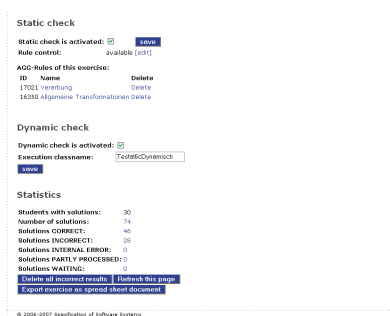 Static check
Static check is activated: save
Rule control: available [edit]
AGG-Rules of this exercise:
ID Name Delete
17021 Vererbung Delete
16350 Allgemeine Transformationen Delete
Dynamic check
Dynamic check is activated:
Execution classname: Testat6cDynamisch
save
Statistics
Students with solutions: 30
Number of solutions: 74
Solutions CORRECT: 46
Solutions INCORRECT: 28
Solutions INTERNAL ERROR: 0
Solutions PARTLY PROCESSED: 0
Solutions WAITING: 0
Delete all incorrect results Refresh this page
Export exercise as spread sheet document
© 2006-2007 Specification of Software Systems